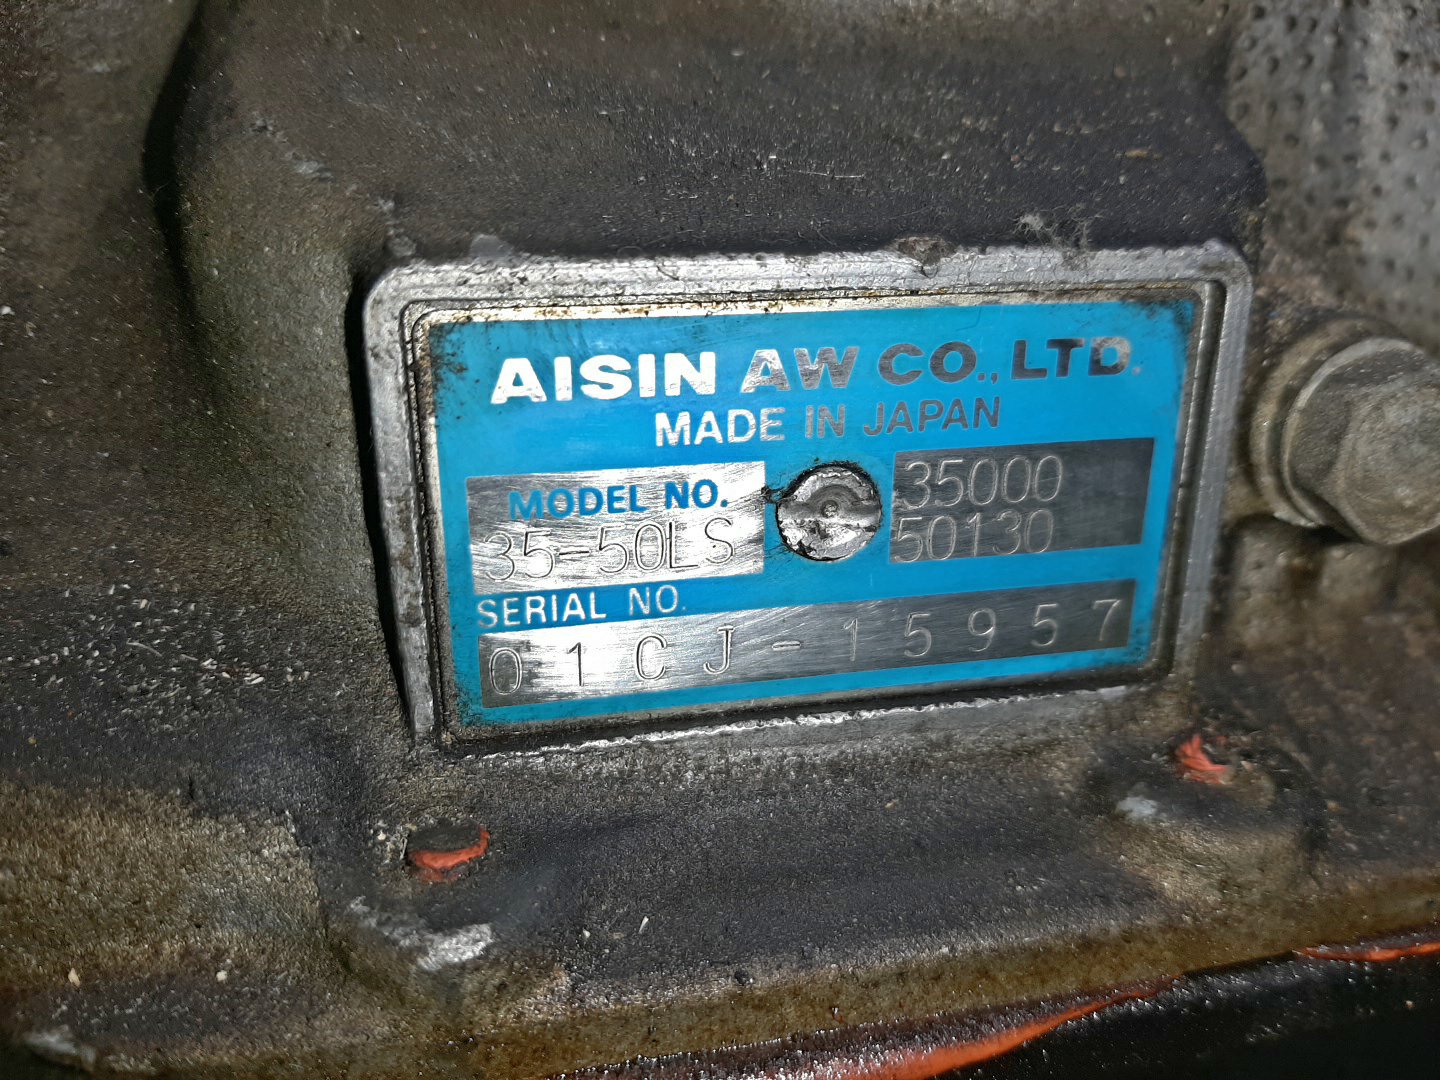 AISIN AW CO., LTD.
MADE IN JAPAN
MODEL NO.
35-50LS
35000
50130
SERIAL NO.
01CJ-15957